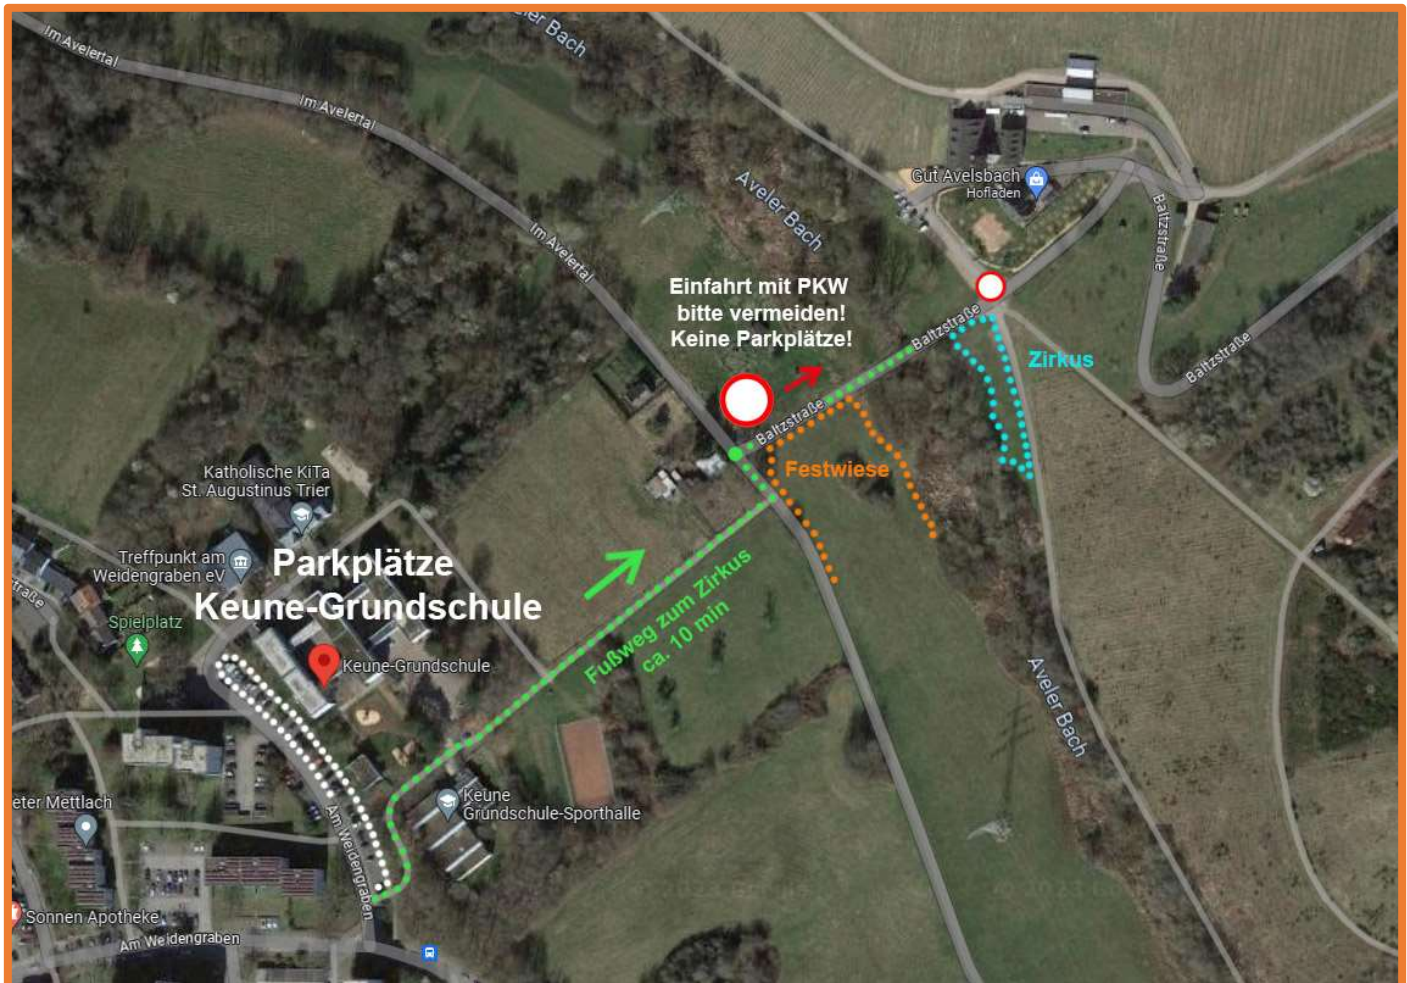 Im Avelertal
Im Avelertal
Im Avelertal
Aveler Bach
Gut Avelsbach
Hofladen
Baltzstraße
Baltzstraße
Einfahrt mit PKW
bitte vermeiden!
Keine Parkplätze!
Baltzstraße
Zirkus
Baltzstraße
Festwiese
Katholische KiTa
St. Augustinus Trier
Treffpunkt am
Weidengraben eV
Parkplätze
Keune-Grundschule
Spielplatz
Keune-Grundschule
Fußweg zum Zirkus
ca. 10 min
Aveler Bach
Keune
Grundschule-Sporthalle
eter Mettlach
Am Weidengraben
Sonnen Apotheke
Am Weidengraben